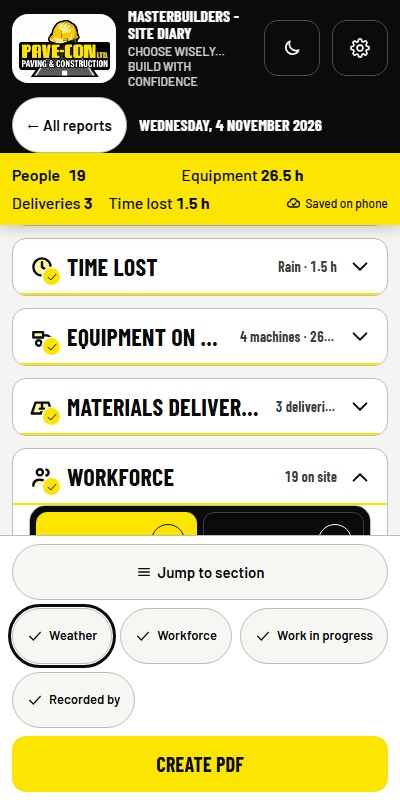 PAVE-CON LTD.
PAVING & CONSTRUCTION
MASTERBUILDERS -
SITE DIARY
CHOOSE WISELY...
BUILD WITH
CONFIDENCE
← All reports
WEDNESDAY, 4 NOVEMBER 2026
People 19
Equipment 26.5 h
Deliveries 3
Time lost 1.5 h
Saved on phone
TIME LOST
Rain · 1.5 h
EQUIPMENT ON ...
4 machines · 26...
MATERIALS DELIVER...
3 deliveri...
WORKFORCE
19 on site
Jump to section
Weather
Workforce
Work in progress
Recorded by
CREATE PDF